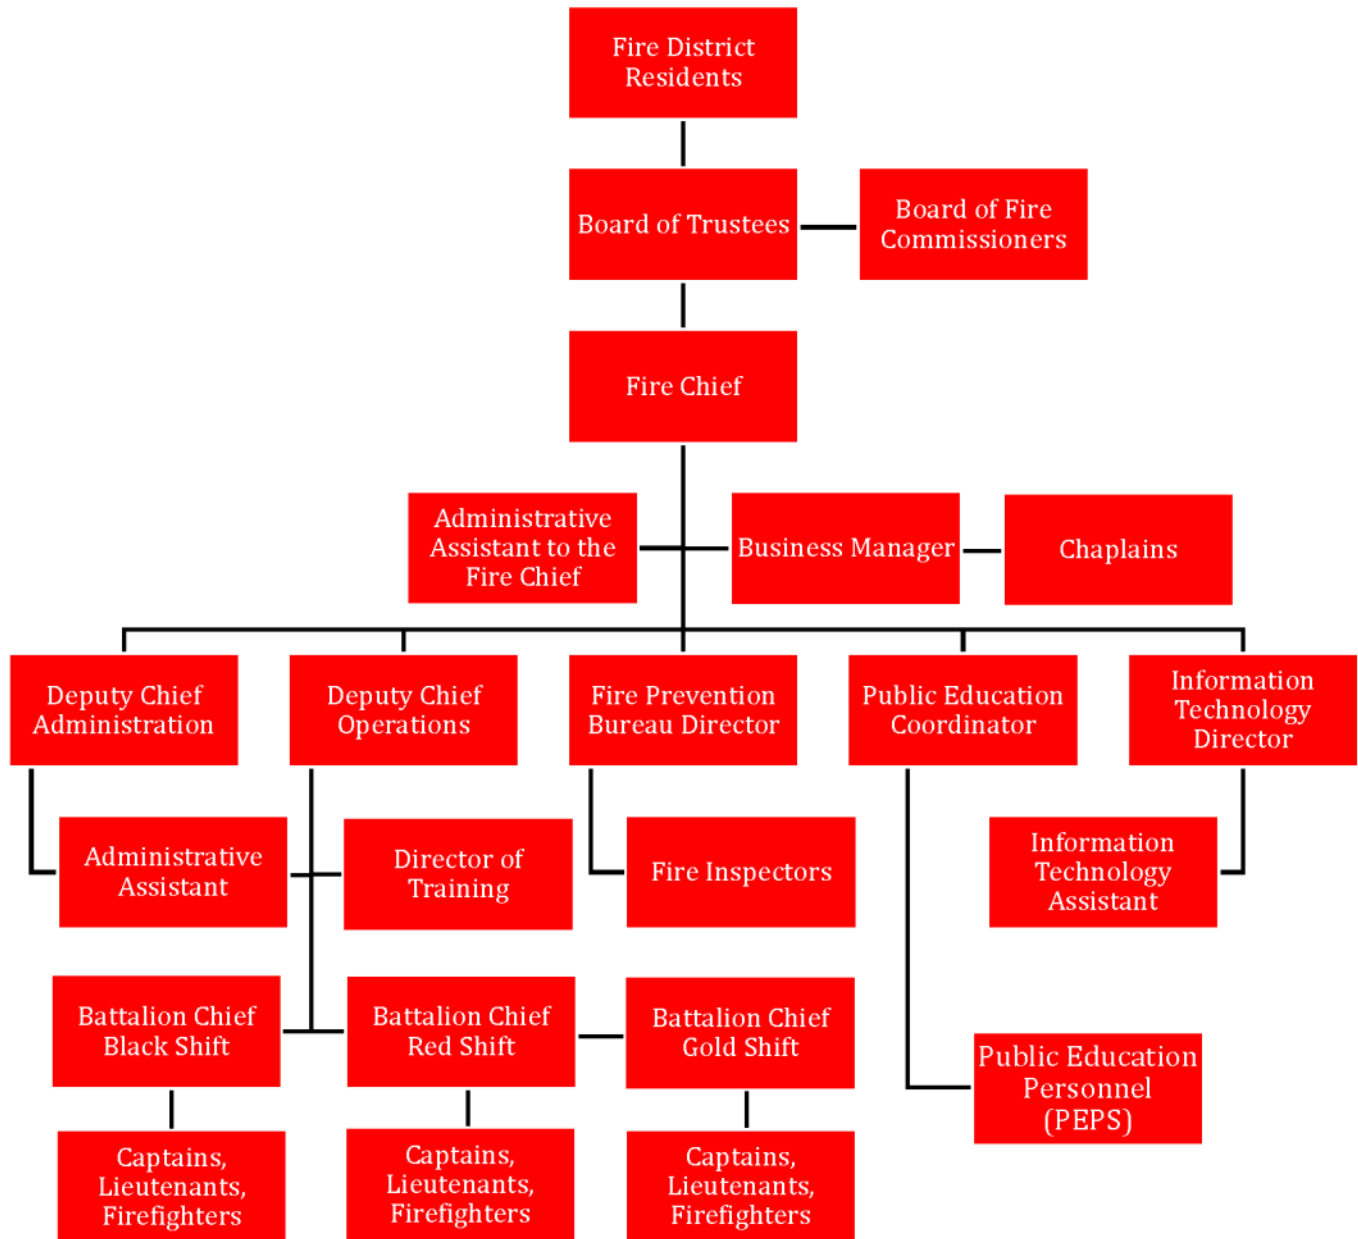 Fire District
Residents
Board of Trustees
Board of Fire
Commissioners
Fire Chief
Administrative
Assistant to the
Fire Chief
Business Manager
Chaplains
Deputy Chief
Administration
Deputy Chief
Operations
Fire Prevention
Bureau Director
Public Education
Coordinator
Information
Technology
Director
Administrative
Assistant
Director of
Training
Fire Inspectors
Information
Technology
Assistant
Battalion Chief
Black Shift
Battalion Chief
Red Shift
Battalion Chief
Gold Shift
Public Education
Personnel
(PEPS)
Captains,
Lieutenants,
Firefighters
Captains,
Lieutenants,
Firefighters
Captains,
Lieutenants,
Firefighters